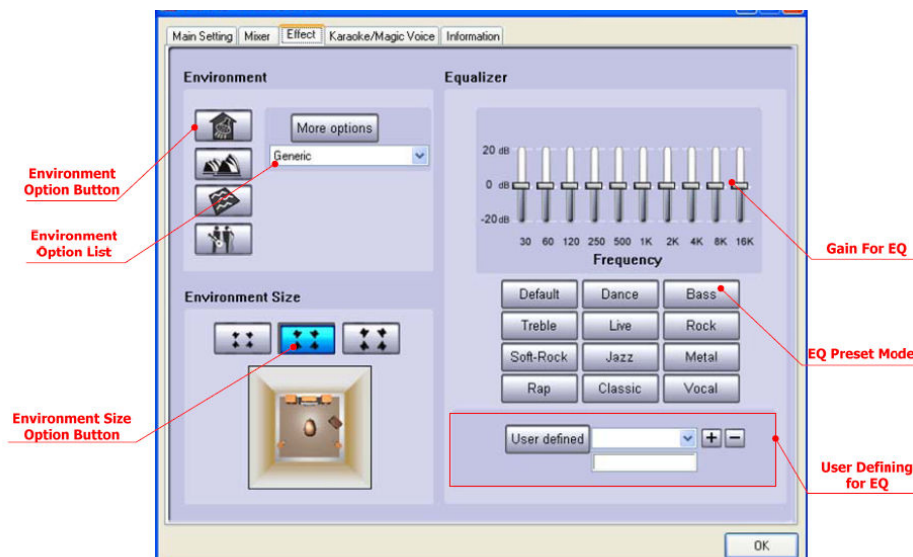 Main Setting
Mixer
Effect
Karaoke/Magic Voice
Information
Environment
More options
Generic
Environment
Option Button
Environment
Option List
Environment Size
Environment Size
Option Button
Equalizer
20 dB
0 dB
-20 dB
30 60 120 250 500 1K 2K 4K 8K 16K
Frequency
Gain For EQ
Default Dance Bass
Treble Live Rock
Soft-Rock Jazz Metal
Rap Classic Vocal
EQ Preset Mode
User defined
+ −
User Defining
for EQ
OK